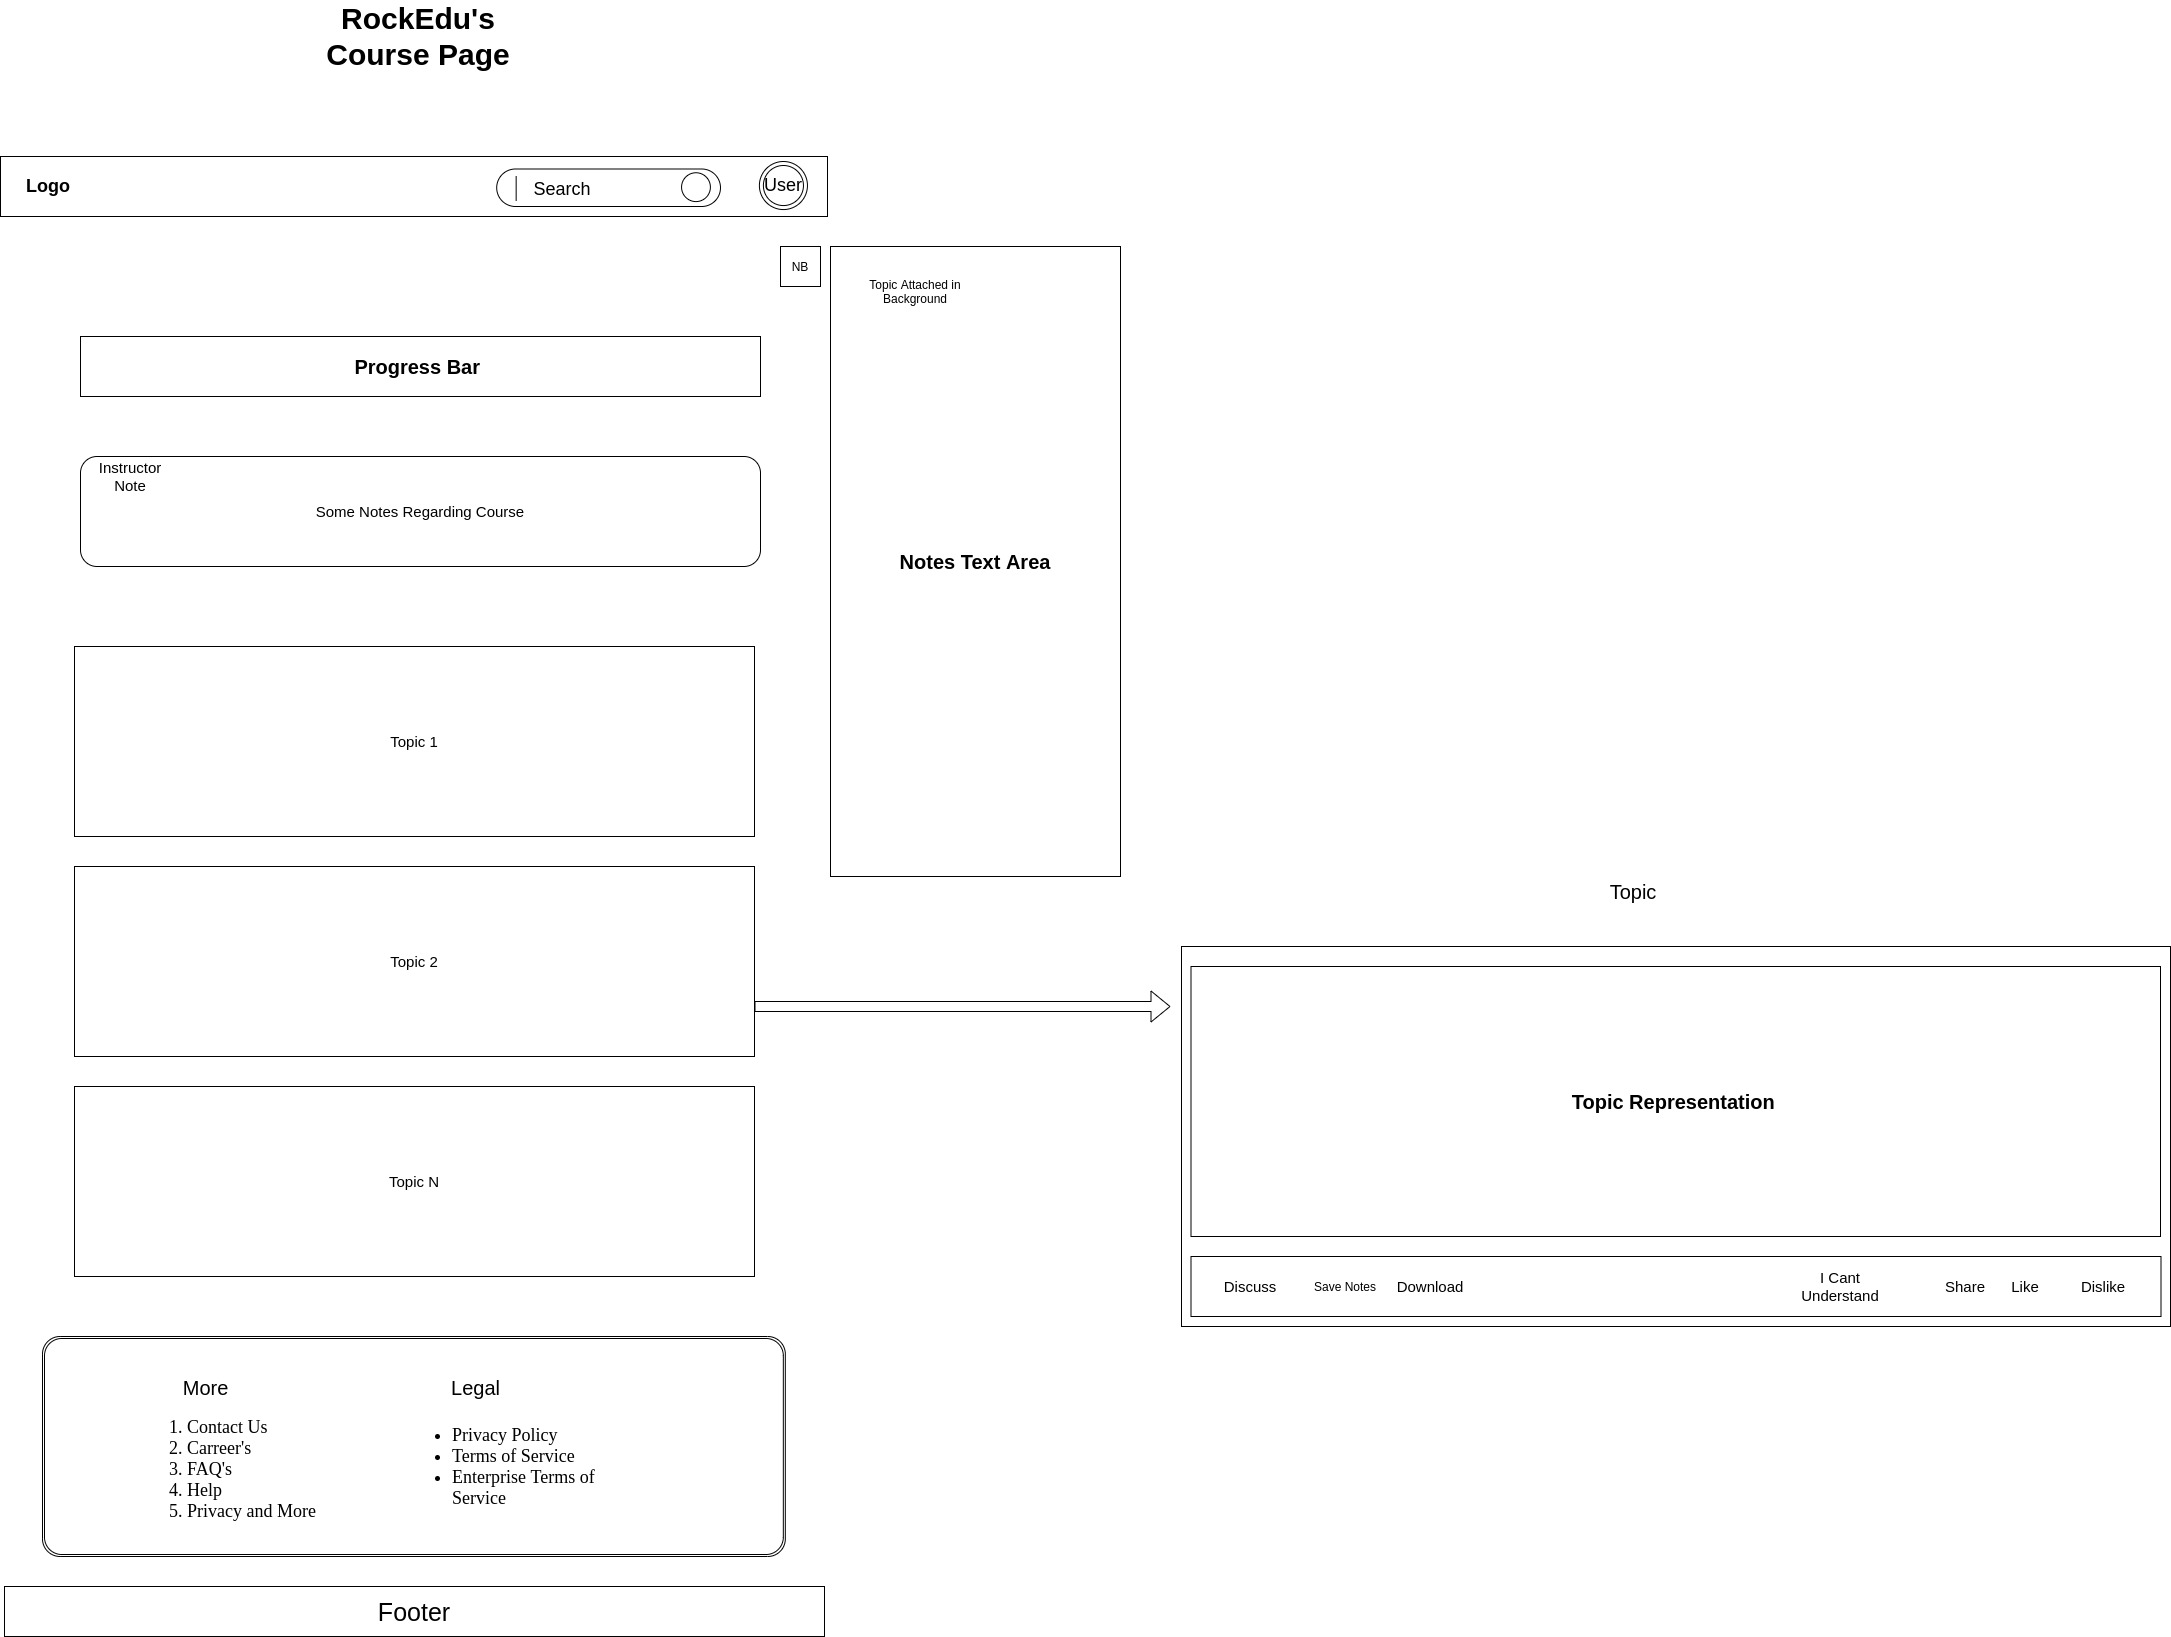 RockEdu's
Course Page
Logo
Search
User
NB
Topic Attached in
Background
Progress Bar
Instructor
Note
Some Notes Regarding Course
Notes Text Area
Topic 1
Topic 2
Topic N
Topic
Topic Representation
Discuss
Save Notes
Download
I Cant
Understand
Share
Like
Dislike
More
1. Contact Us
2. Carreer's
3. FAQ's
4. Help
5. Privacy and More
Legal
• Privacy Policy
• Terms of Service
• Enterprise Terms of
Service
Footer